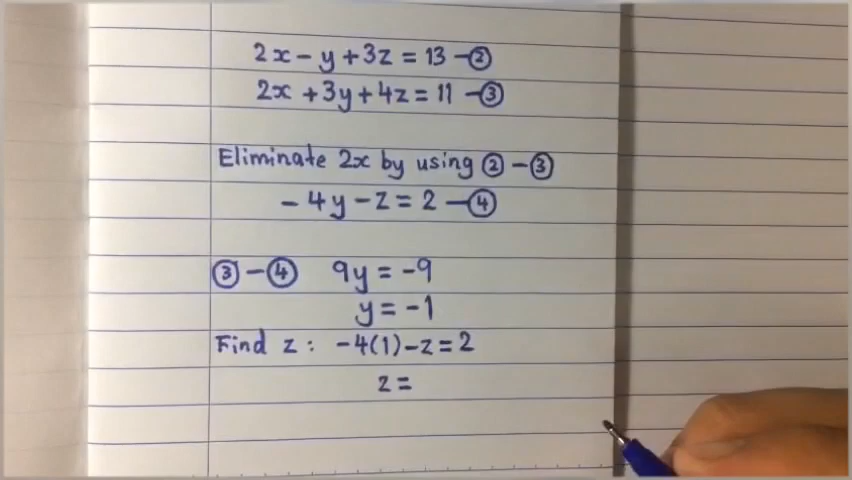 2x - y + 3z = 13 -②
2x + 3y + 4z = 11 -③
Eliminate 2x by using ② - ③
- 4y - z = 2 -④
③ - ④ 9y = -9
y = -1
Find z : -4(1) - z = 2
z =